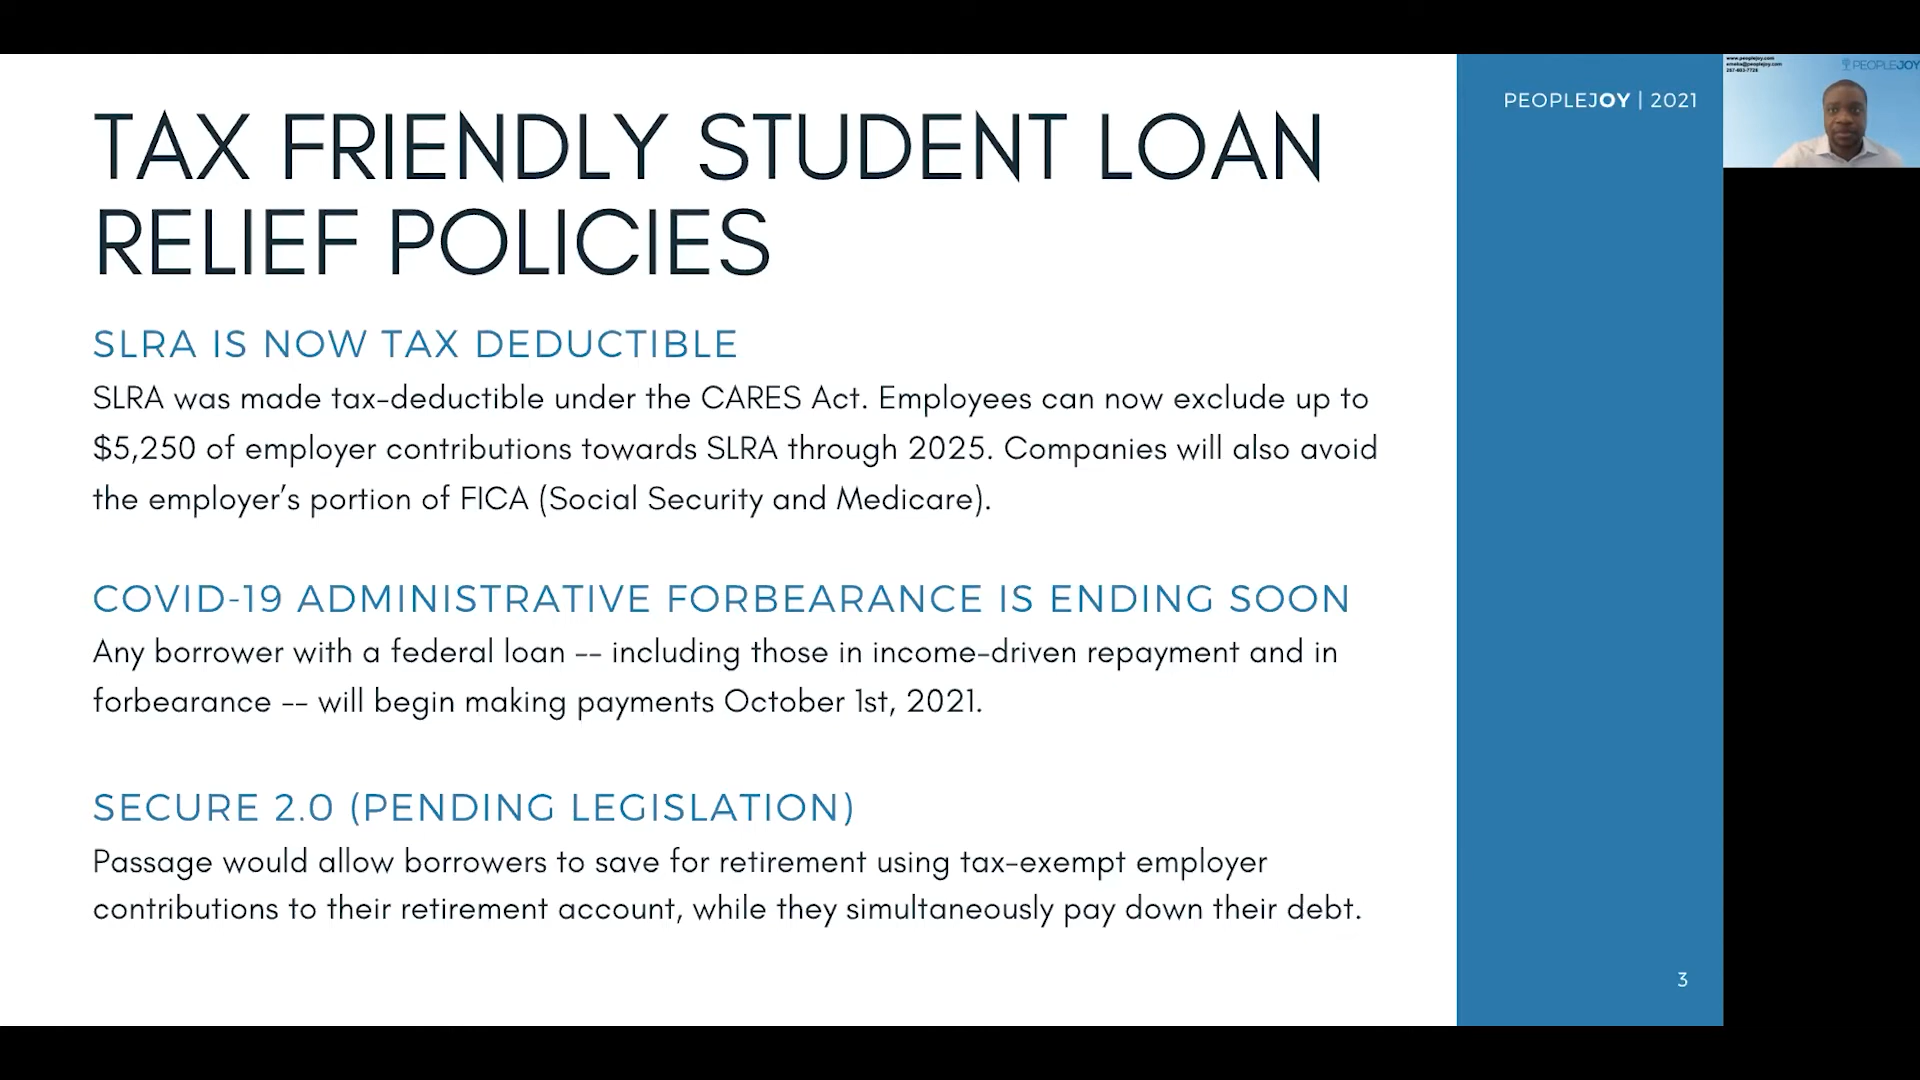 TAX FRIENDLY STUDENT LOAN
RELIEF POLICIES
SLRA IS NOW TAX DEDUCTIBLE
SLRA was made tax-deductible under the CARES Act. Employees can now exclude up to
$5,250 of employer contributions towards SLRA through 2025. Companies will also avoid
the employer’s portion of FICA (Social Security and Medicare).
COVID-19 ADMINISTRATIVE FORBEARANCE IS ENDING SOON
Any borrower with a federal loan -- including those in income-driven repayment and in
forbearance -- will begin making payments October 1st, 2021.
SECURE 2.0 (PENDING LEGISLATION)
Passage would allow borrowers to save for retirement using tax-exempt employer
contributions to their retirement account, while they simultaneously pay down their debt.
PEOPLEJOY | 2021
3
www.peoplejoy.com
PEOPLEJOY